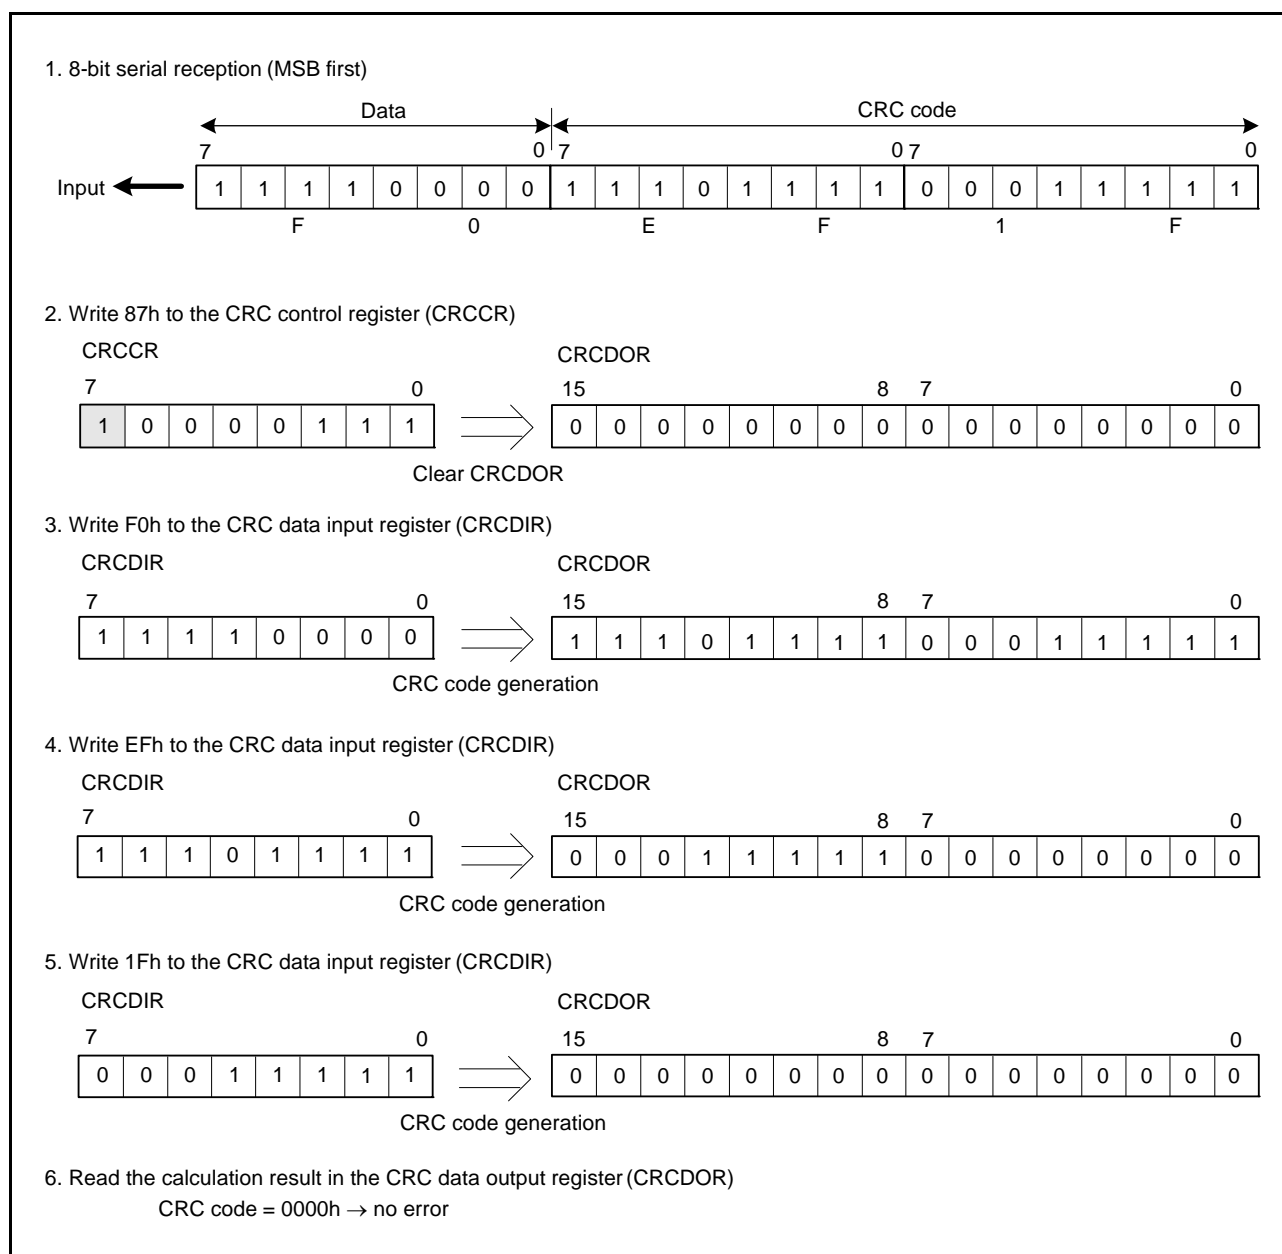 1. 8-bit serial reception (MSB first)
Data CRC code
7 0 7 0 7 0
Input 1 1 1 1 0 0 0 0 1 1 1 0 1 1 1 1 0 0 0 1 1 1 1 1
F 0 E F 1 F
2. Write 87h to the CRC control register (CRCCR)
CRCCR CRCDOR
7 0 15 8 7 0
1 0 0 0 0 1 1 1 0 0 0 0 0 0 0 0 0 0 0 0 0 0 0 0
Clear CRCDOR
3. Write F0h to the CRC data input register (CRCDIR)
CRCDIR CRCDOR
7 0 15 8 7 0
1 1 1 1 0 0 0 0 1 1 1 0 1 1 1 1 0 0 0 1 1 1 1 1
CRC code generation
4. Write EFh to the CRC data input register (CRCDIR)
CRCDIR CRCDOR
7 0 15 8 7 0
1 1 1 0 1 1 1 1 0 0 0 1 1 1 1 1 0 0 0 0 0 0 0 0
CRC code generation
5. Write 1Fh to the CRC data input register (CRCDIR)
CRCDIR CRCDOR
7 0 15 8 7 0
0 0 0 1 1 1 1 1 0 0 0 0 0 0 0 0 0 0 0 0 0 0 0 0
CRC code generation
6. Read the calculation result in the CRC data output register (CRCDOR)
CRC code = 0000h → no error